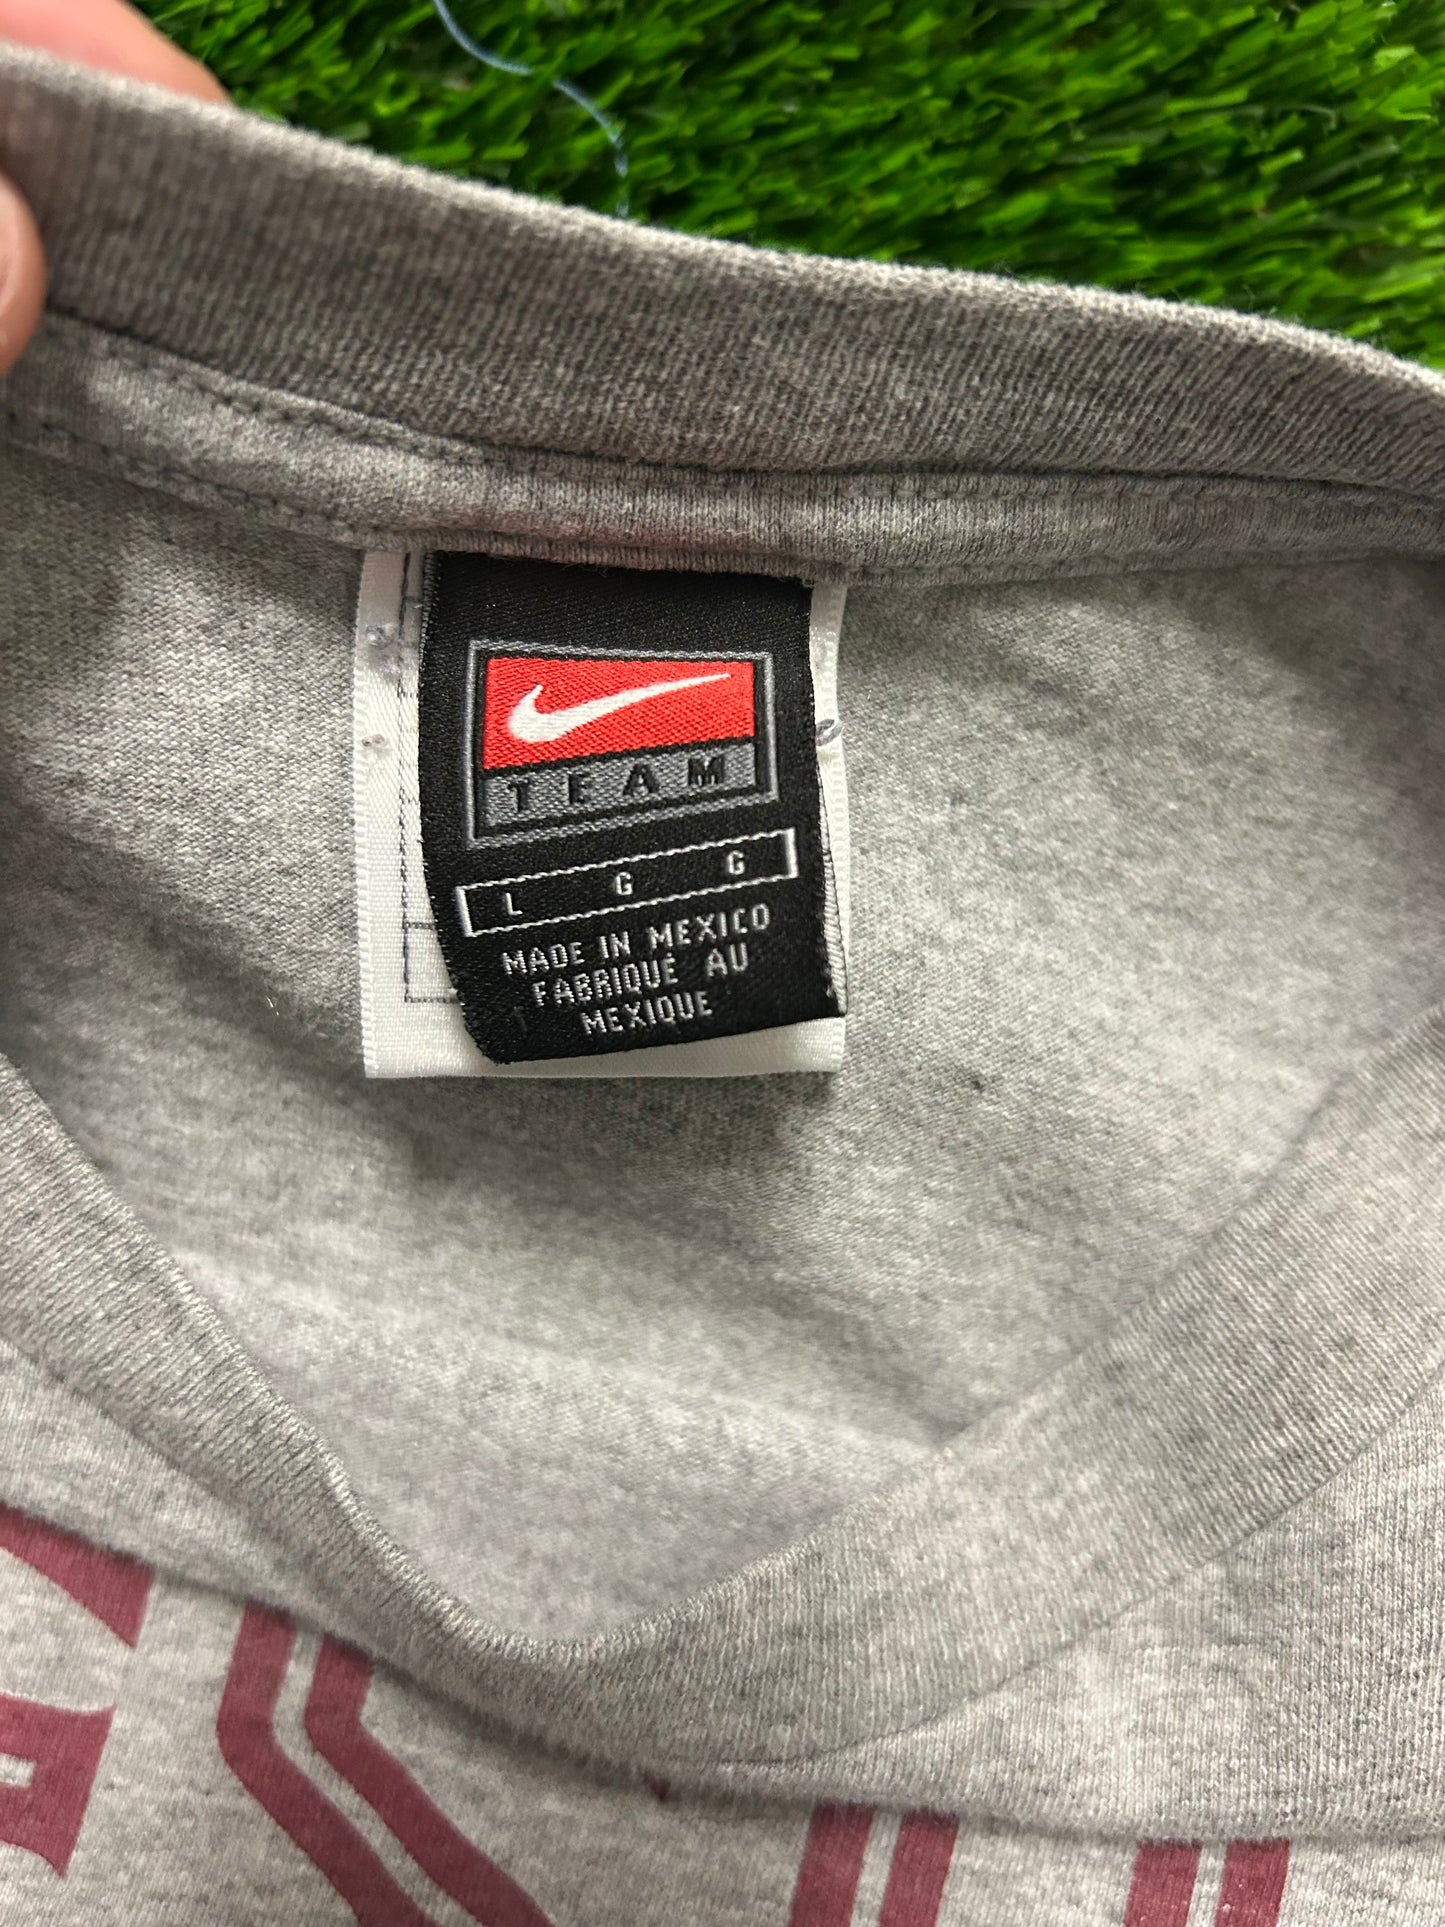 TEAM
L G G
MADE IN MEXICO
FABRIQUÉ AU
MEXIQUE